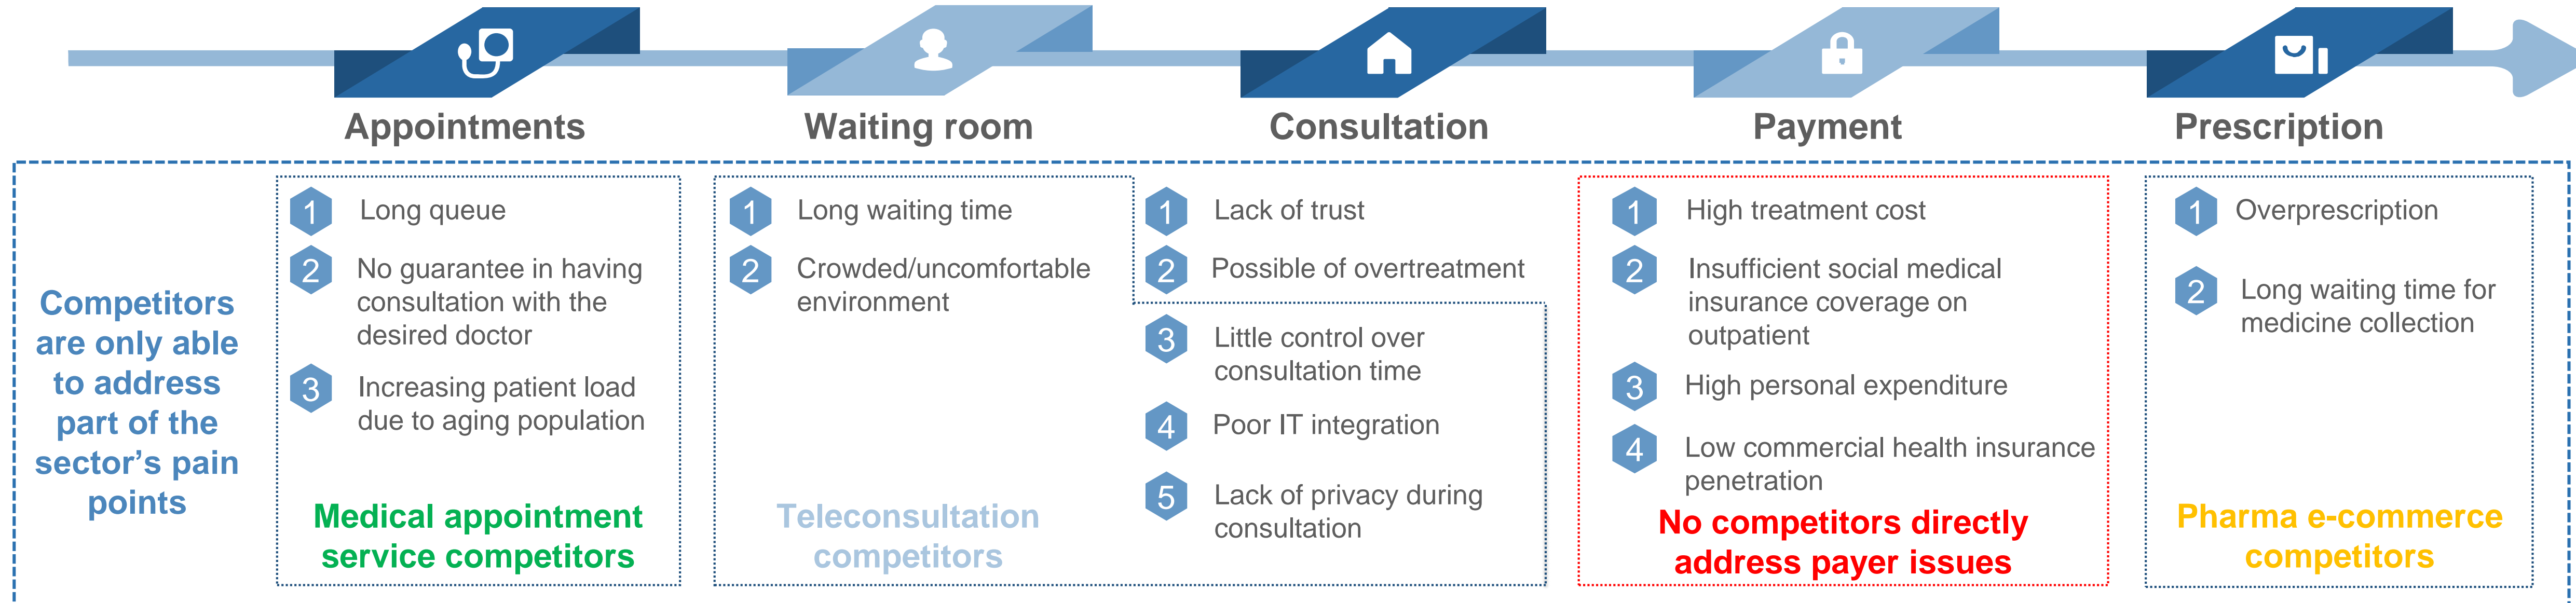 Appointments
Waiting room
Consultation
Payment
Prescription
Competitors
are only able
to address
part of the
sector’s pain
points
1 Long queue
2 No guarantee in having
consultation with the
desired doctor
3 Increasing patient load
due to aging population
Medical appointment
service competitors
1 Long waiting time
2 Crowded/uncomfortable
environment
Teleconsultation
competitors
1 Lack of trust
2 Possible of overtreatment
3 Little control over
consultation time
4 Poor IT integration
5 Lack of privacy during
consultation
1 High treatment cost
2 Insufficient social medical
insurance coverage on
outpatient
3 High personal expenditure
4 Low commercial health insurance
penetration
No competitors directly
address payer issues
1 Overprescription
2 Long waiting time for
medicine collection
Pharma e-commerce
competitors